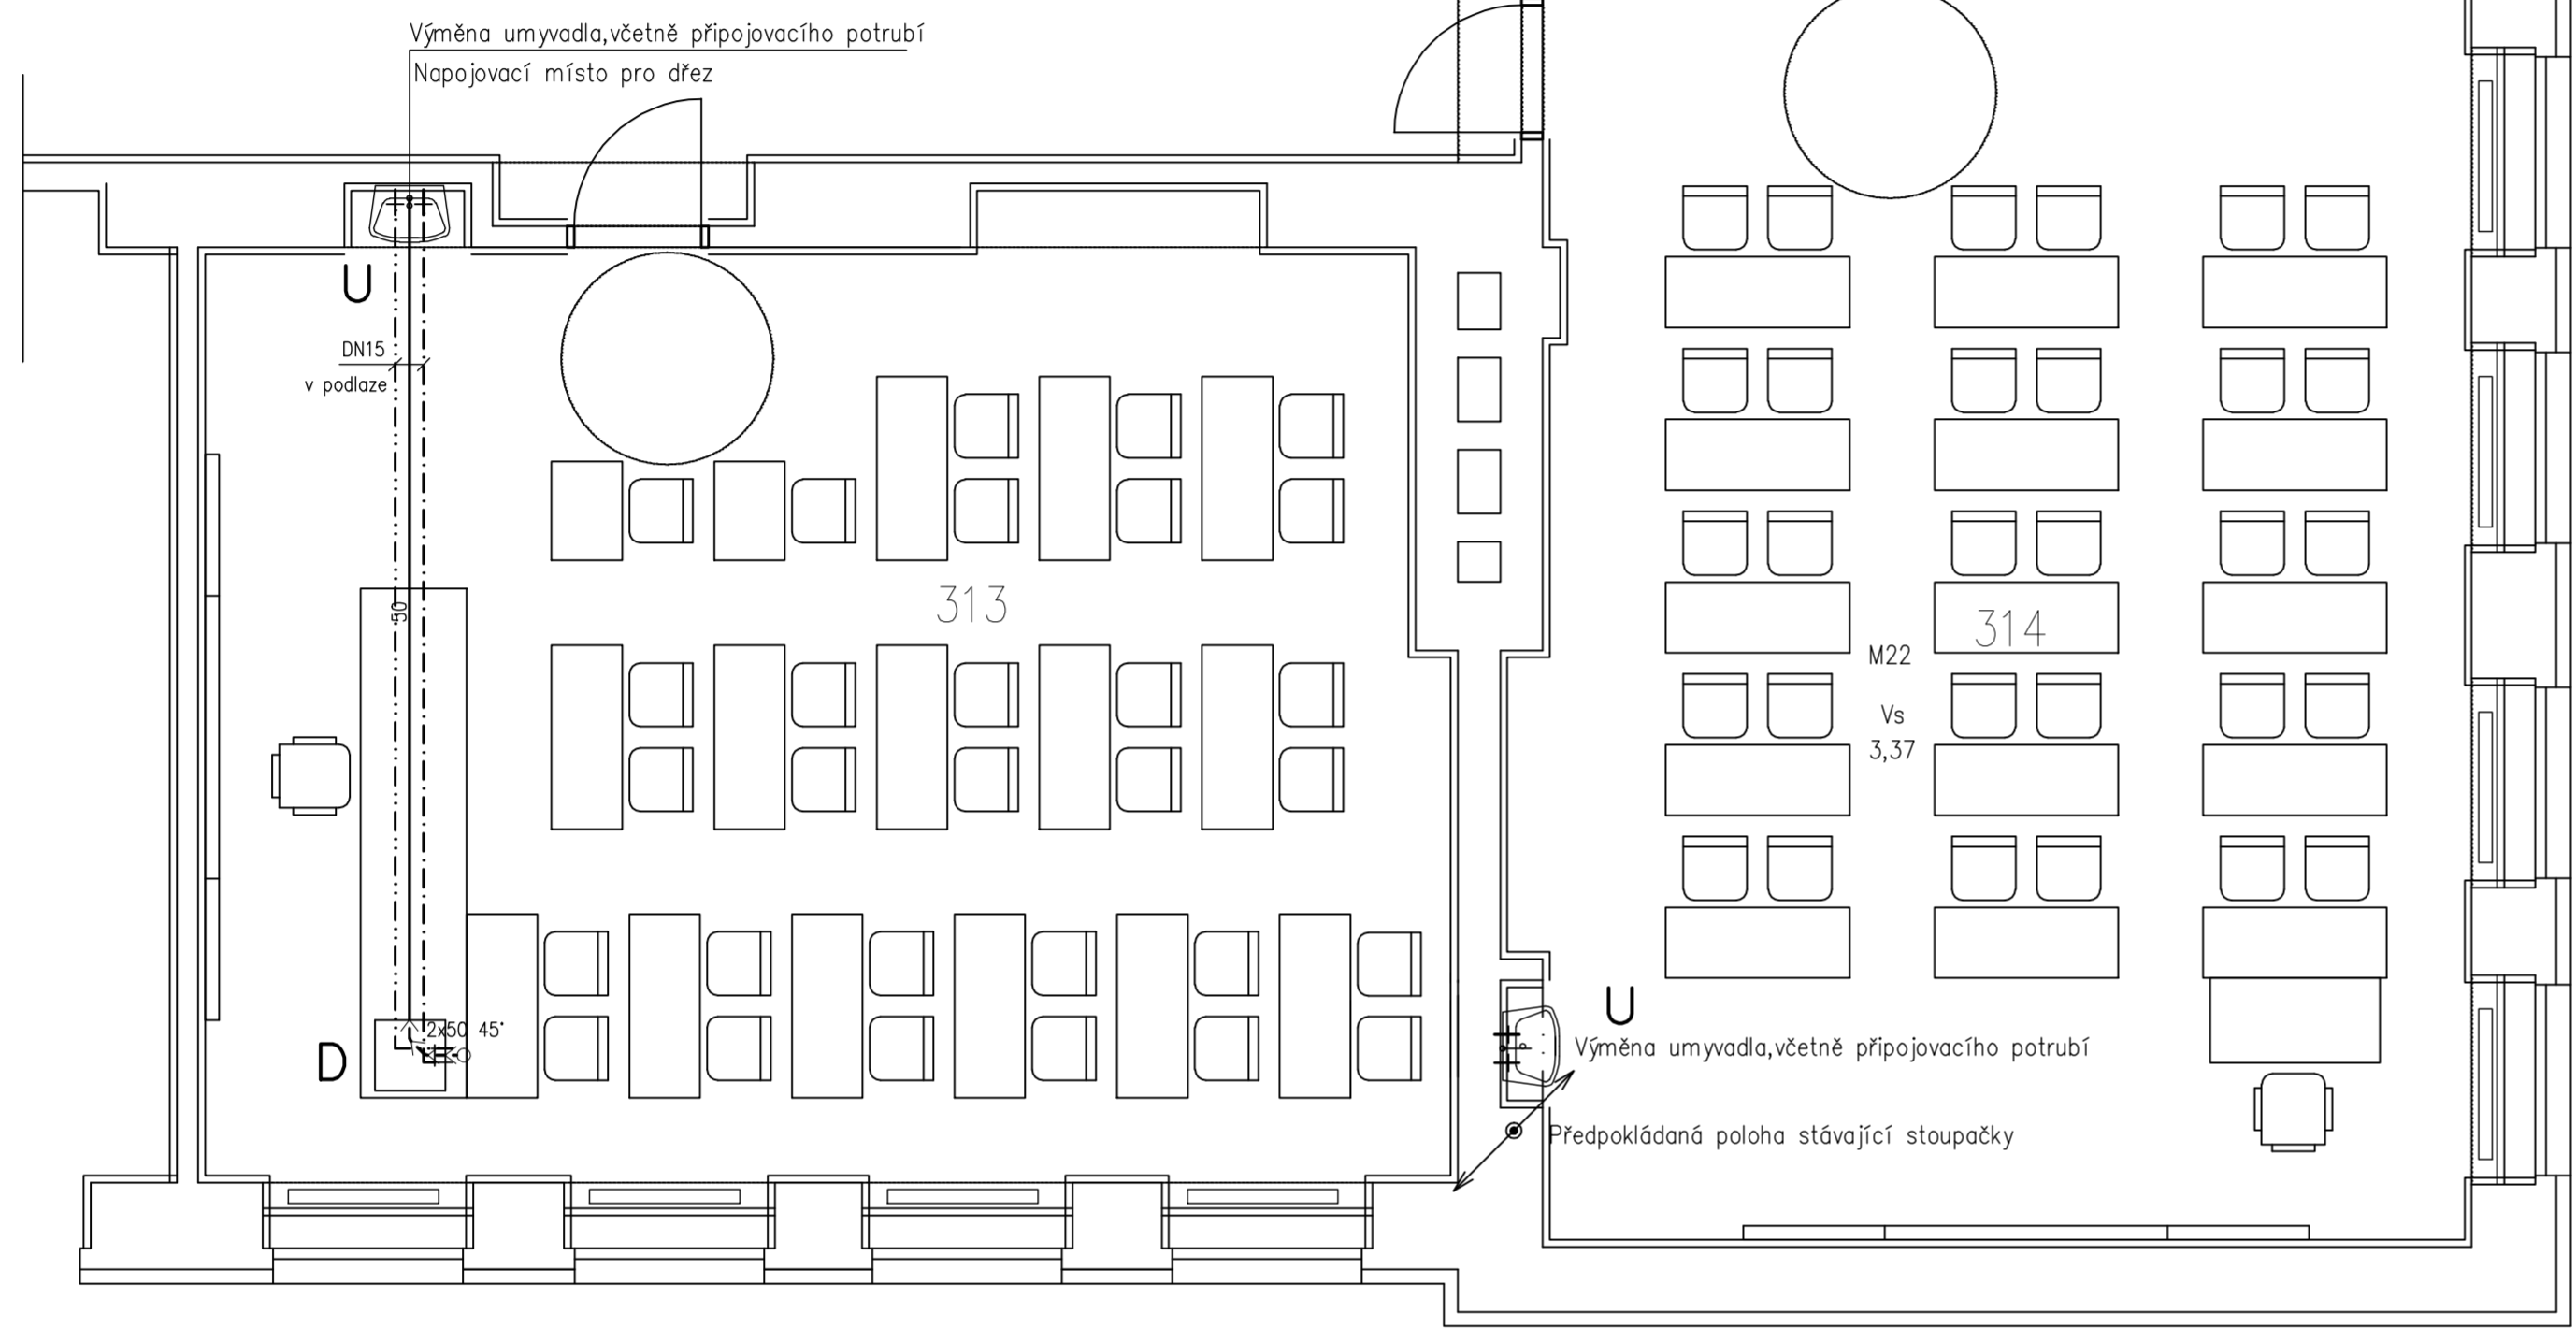 Výměna umyvadla,včetně připojovacího potrubí
Napojovací místo pro dřez
U
DN15
v podlaze
50
313
314
M22
Vs
3,37
2x50 45°
D
U
Výměna umyvadla,včetně připojovacího potrubí
Předpokládaná poloha stávající stoupačky